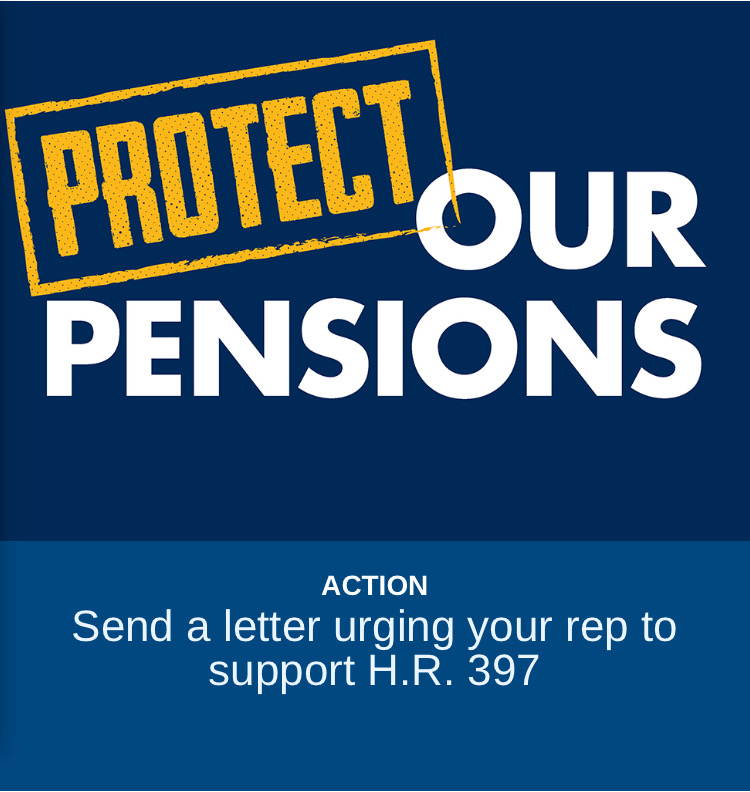 PROTECT
OUR
PENSIONS
ACTION
Send a letter urging your rep to
support H.R. 397